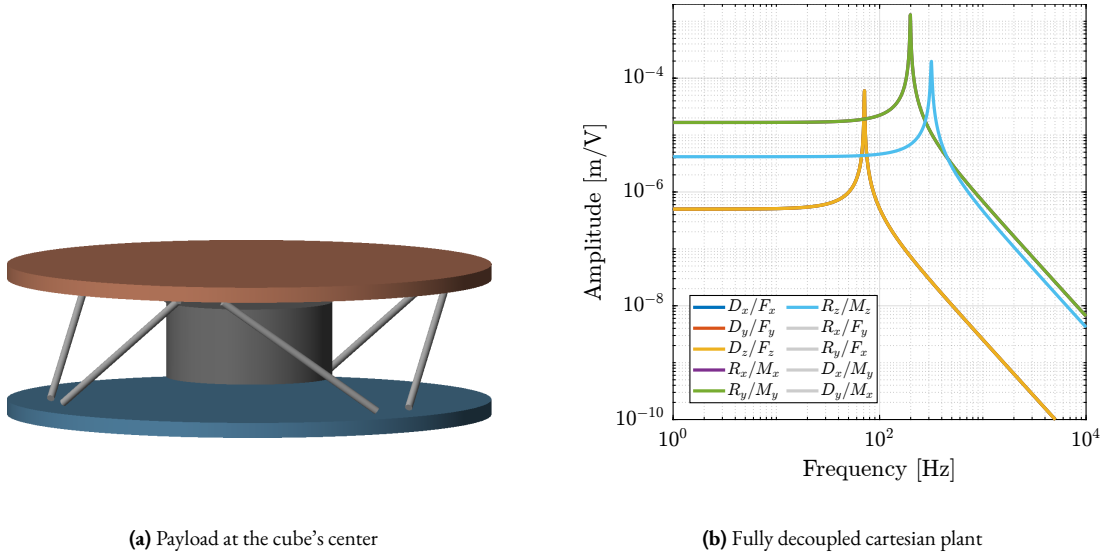 10^{-4}
10^{-6}
10^{-8}
10^{-10}
Amplitude [m/V]
D_x/F_x
D_y/F_y
D_z/F_z
R_x/M_x
R_y/M_y
R_z/M_z
R_x/F_y
R_y/F_x
D_x/M_y
D_y/M_x
10^0
10^2
10^4
Frequency [Hz]
(a) Payload at the cube's center
(b) Fully decoupled cartesian plant